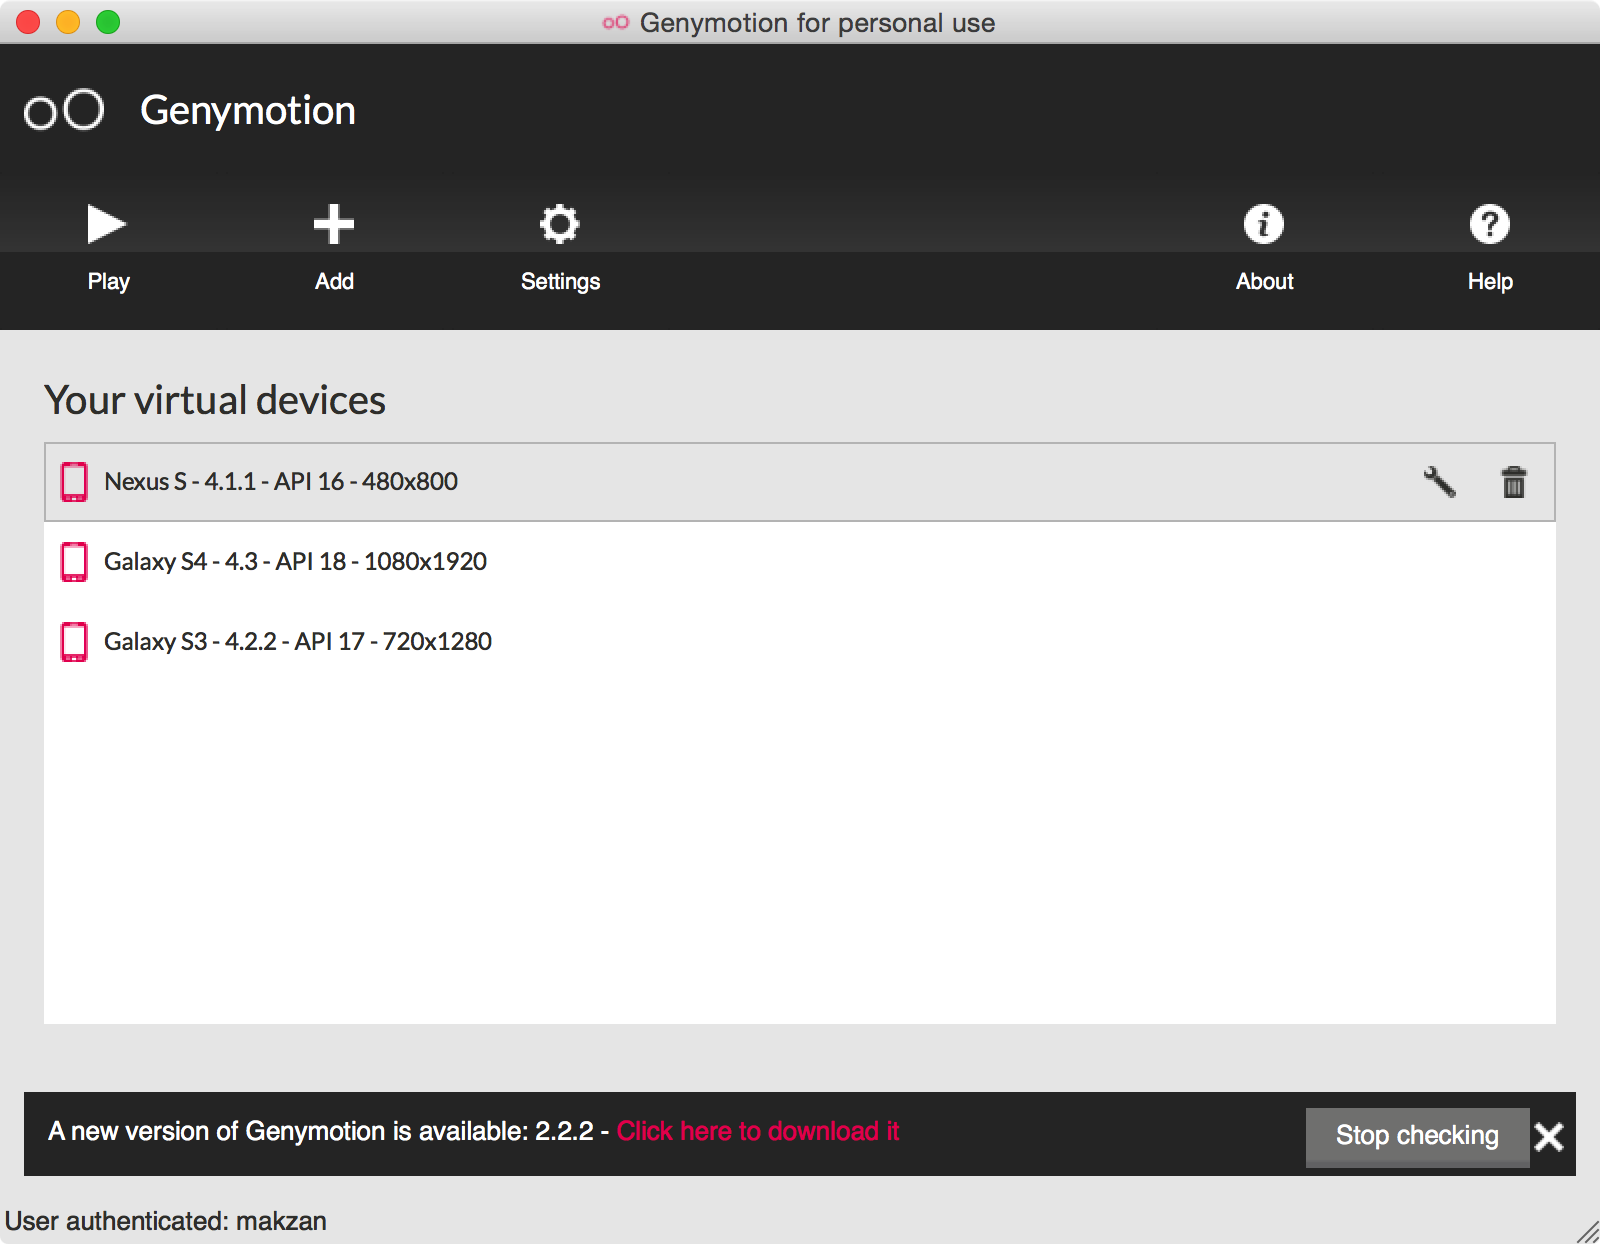 Genymotion for personal use
Genymotion
Play
Add
Settings
About
Help
Your virtual devices
Nexus S - 4.1.1 - API 16 - 480x800
Galaxy S4 - 4.3 - API 18 - 1080x1920
Galaxy S3 - 4.2.2 - API 17 - 720x1280
A new version of Genymotion is available: 2.2.2 - Click here to download it
Stop checking
User authenticated: makzan